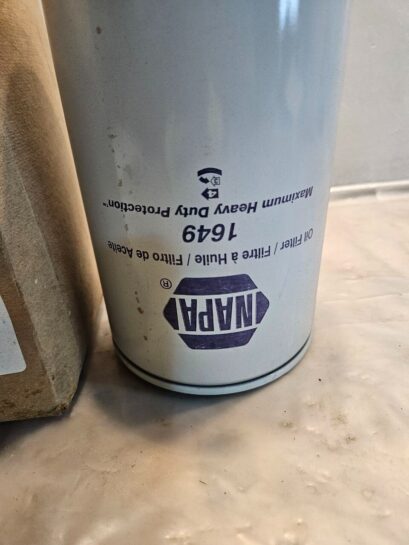 NAPA®
Oil Filter / Filtre à Huile / Filtro de Aceite
1649
Maximum Heavy Duty Protection™